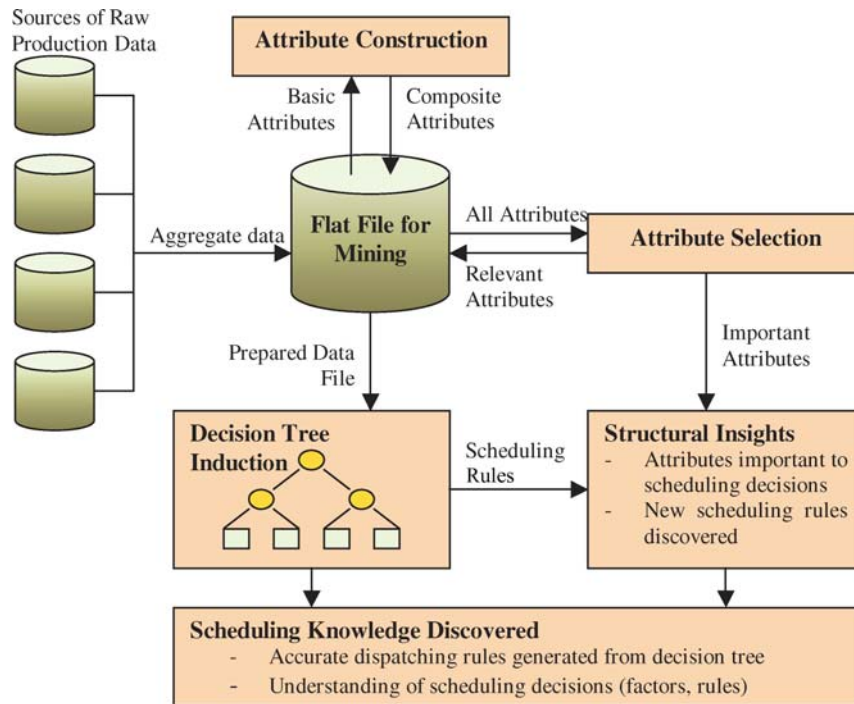 Sources of Raw
Production Data
Attribute Construction
Basic
Attributes
Composite
Attributes
Flat File for
Mining
Aggregate data
All Attributes
Relevant
Attributes
Attribute Selection
Prepared Data
File
Important
Attributes
Decision Tree
Induction
Scheduling
Rules
Structural Insights
- Attributes important to
scheduling decisions
- New scheduling rules
discovered
Scheduling Knowledge Discovered
- Accurate dispatching rules generated from decision tree
- Understanding of scheduling decisions (factors, rules)